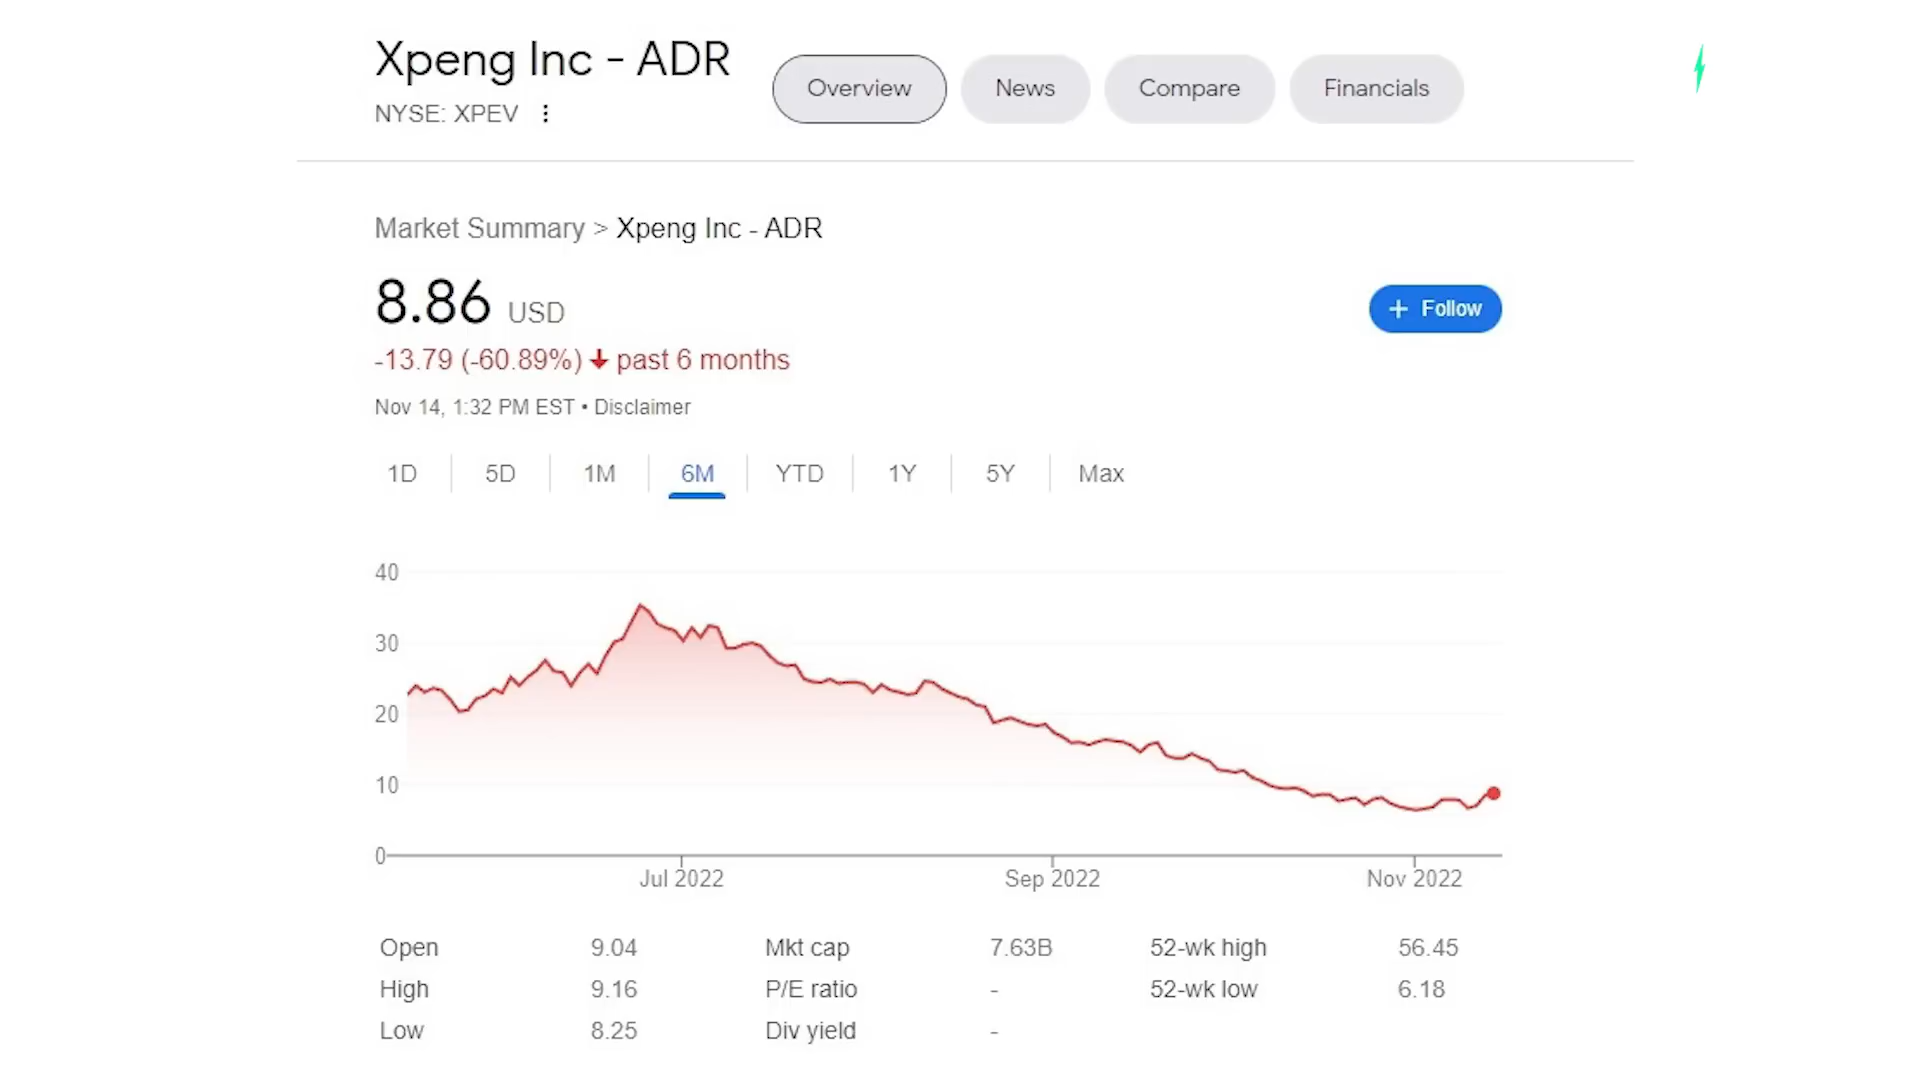 Xpeng Inc - ADR
NYSE: XPEV
Overview
News
Compare
Financials
Market Summary > Xpeng Inc - ADR
8.86 USD
+ Follow
-13.79 (-60.89%) past 6 months
Nov 14, 1:32 PM EST • Disclaimer
1D 5D 1M 6M YTD 1Y 5Y Max
40
30
20
10
0
Jul 2022 Sep 2022 Nov 2022
Open 9.04 Mkt cap 7.63B 52-wk high 56.45
High 9.16 P/E ratio - 52-wk low 6.18
Low 8.25 Div yield -